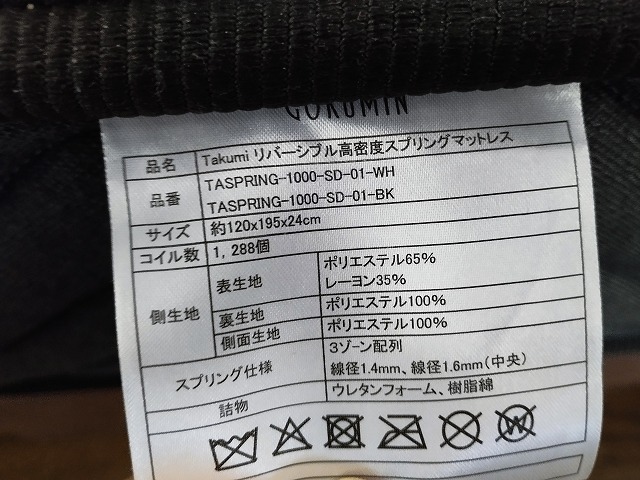 GOKUMIN
品名 Takumi リバーシブル高密度スプリングマットレス
品番 TASPRING-1000-SD-01-WH
TASPRING-1000-SD-01-BK
サイズ 約120x195x24cm
コイル数 1,288個
側生地 表生地 ポリエステル65%
レーヨン35%
裏生地 ポリエステル100%
側面生地 ポリエステル100%
スプリング仕様 3ゾーン配列
線径1.4mm、線径1.6mm(中央)
詰物 ウレタンフォーム、樹脂綿
W